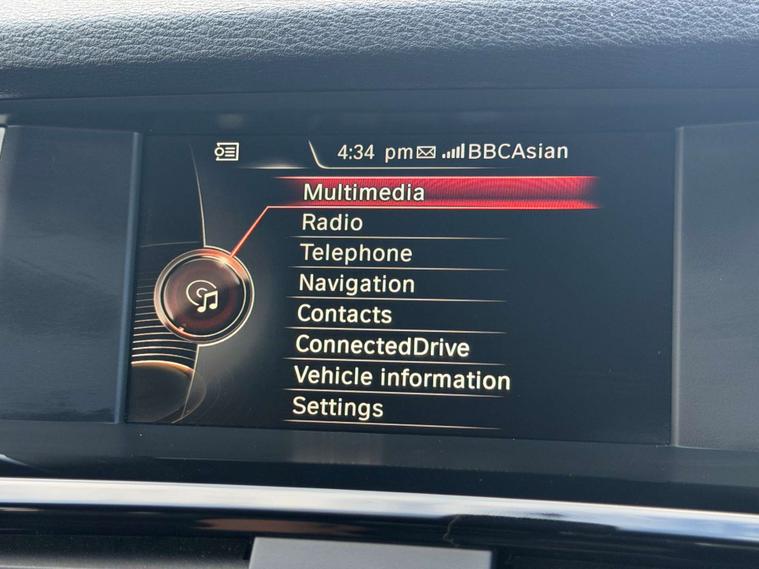 4:34 pm BBCAsian
Multimedia
Radio
Telephone
Navigation
Contacts
ConnectedDrive
Vehicle information
Settings